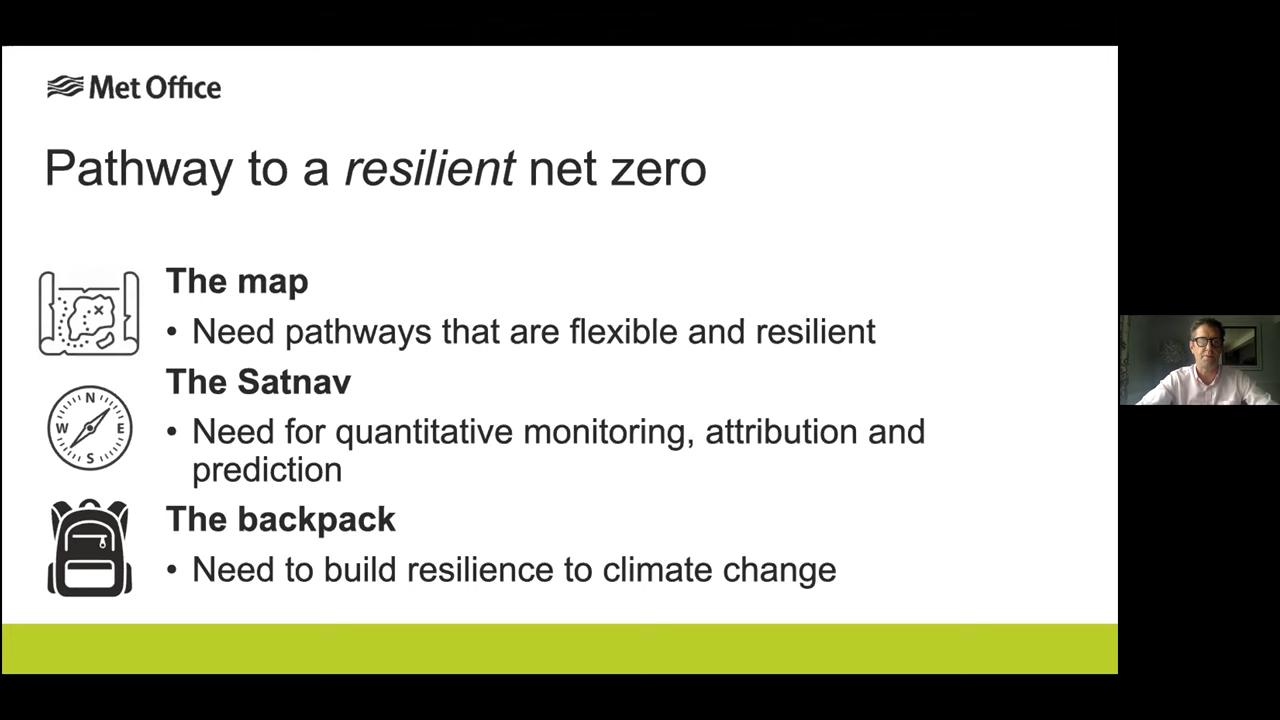 Met Office
Pathway to a resilient net zero
The map
• Need pathways that are flexible and resilient
The Satnav
• Need for quantitative monitoring, attribution and
prediction
The backpack
• Need to build resilience to climate change
N
W E
S